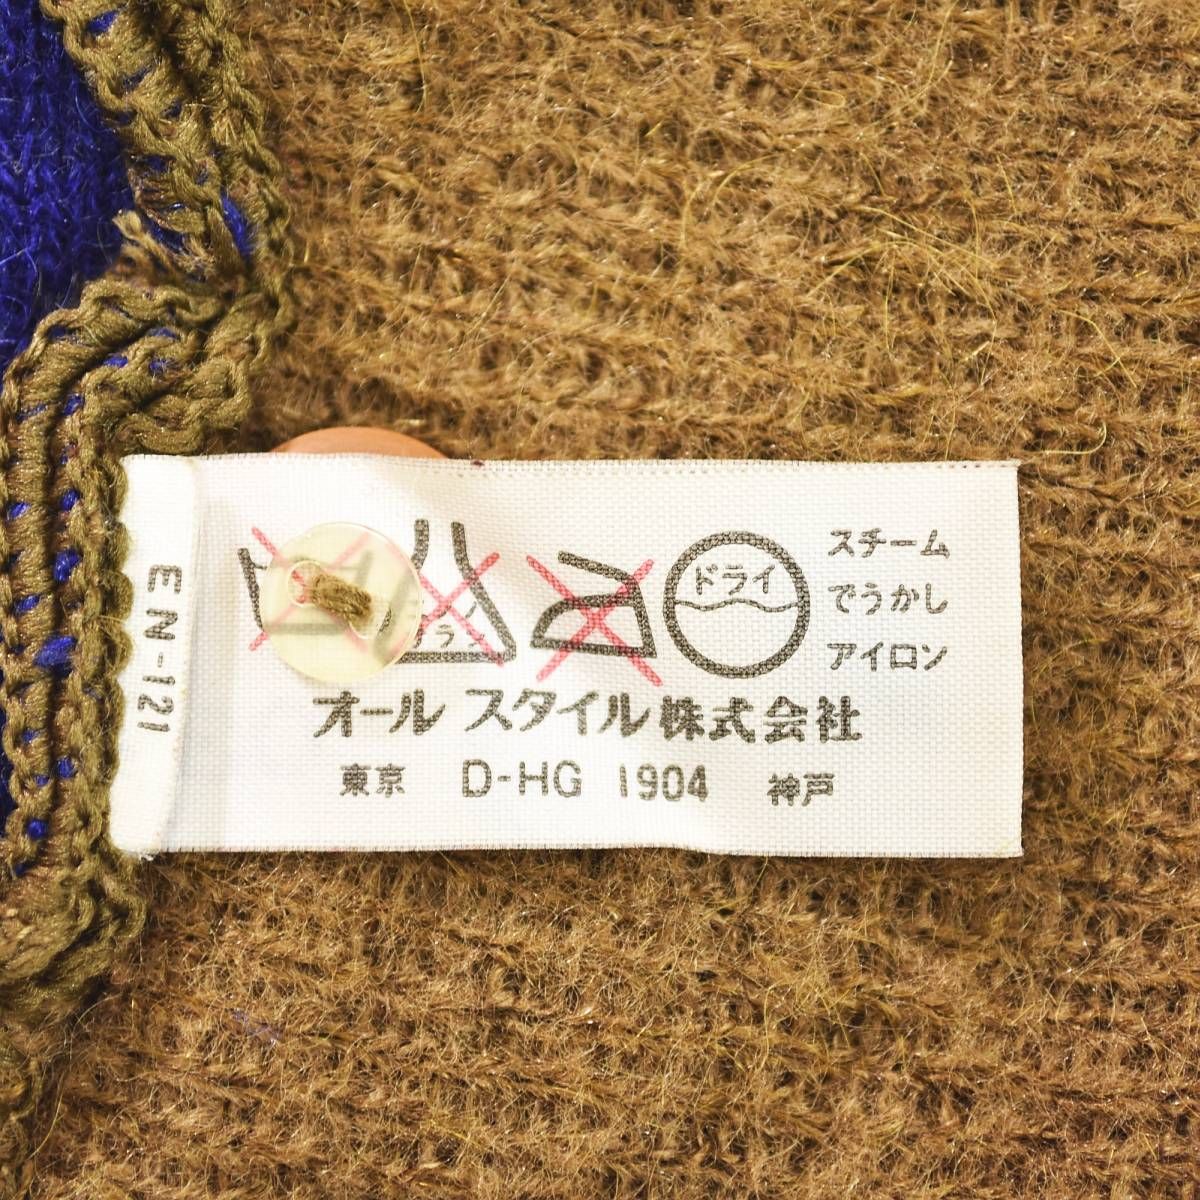 EN-121
ドライ
スチーム
でうかし
アイロン
オール スタイル株式会社
東京 D-HG 1904 神戸